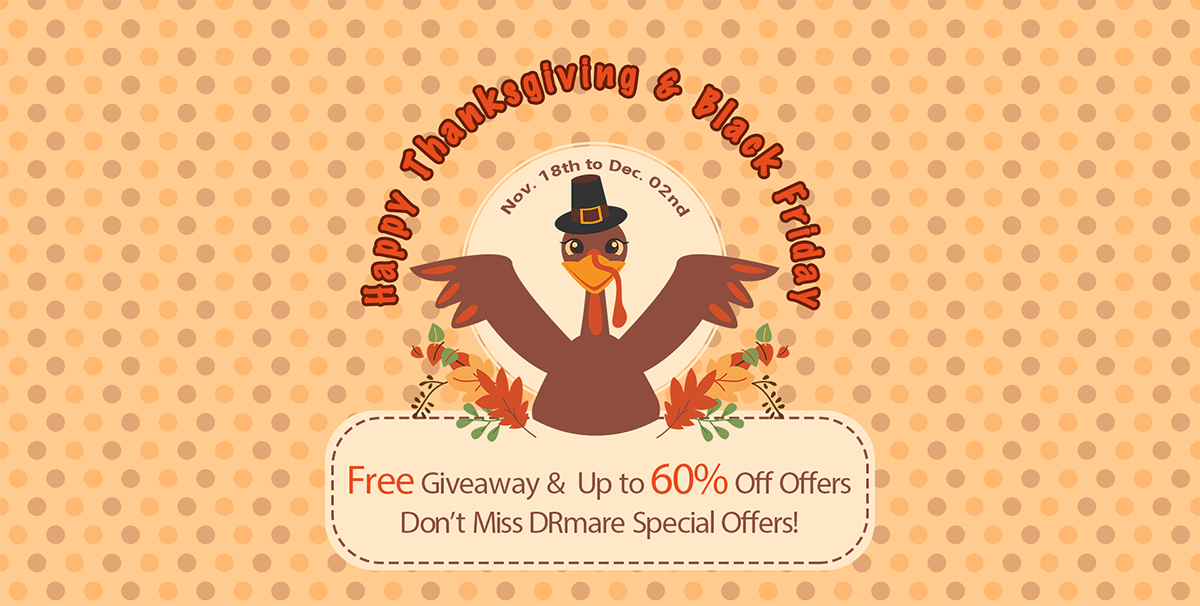 Happy Thanksgiving & Black Friday
Nov. 18th to Dec. 02nd
Free Giveaway & Up to 60% Off Offers
Don't Miss DRmare Special Offers!